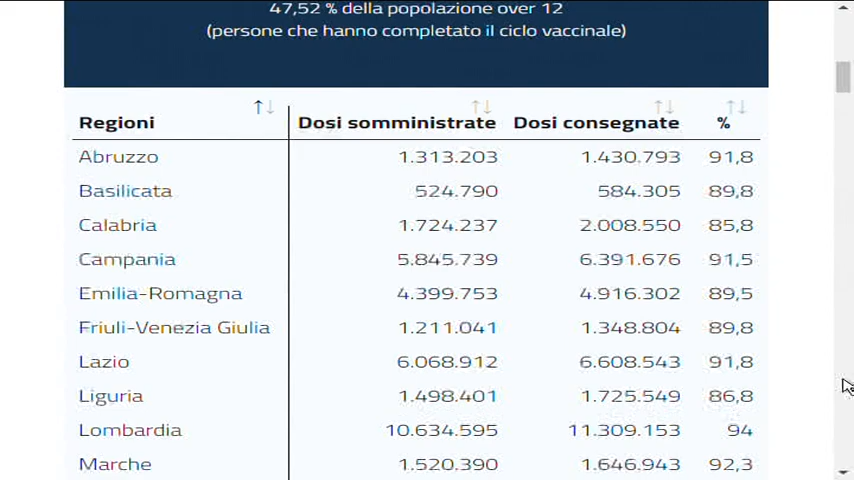 47,52 % della popolazione over 12
(persone che hanno completato il ciclo vaccinale)
Regioni Dosi somministrate Dosi consegnate %
Abruzzo 1.313.203 1.430.793 91,8
Basilicata 524.790 584.305 89,8
Calabria 1.724.237 2.008.550 85,8
Campania 5.845.739 6.391.676 91,5
Emilia-Romagna 4.399.753 4.916.302 89,5
Friuli-Venezia Giulia 1.211.041 1.348.804 89,8
Lazio 6.068.912 6.608.543 91,8
Liguria 1.498.401 1.725.549 86,8
Lombardia 10.634.595 11.309.153 94
Marche 1.520.390 1.646.943 92,3